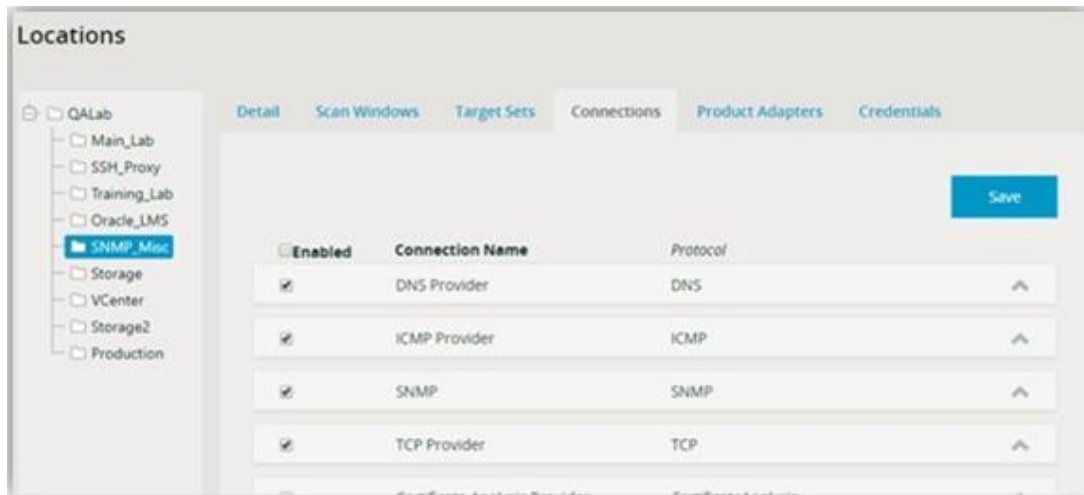 Locations
QALab
Main_Lab
SSH_Proxy
Training_Lab
Oracle_LMS
SNMP_Misc
Storage
VCenter
Storage2
Production
Detail Scan Windows Target Sets Connections Product Adapters Credentials
Save
Enabled Connection Name Protocol
DNS Provider DNS
ICMP Provider ICMP
SNMP SNMP
TCP Provider TCP